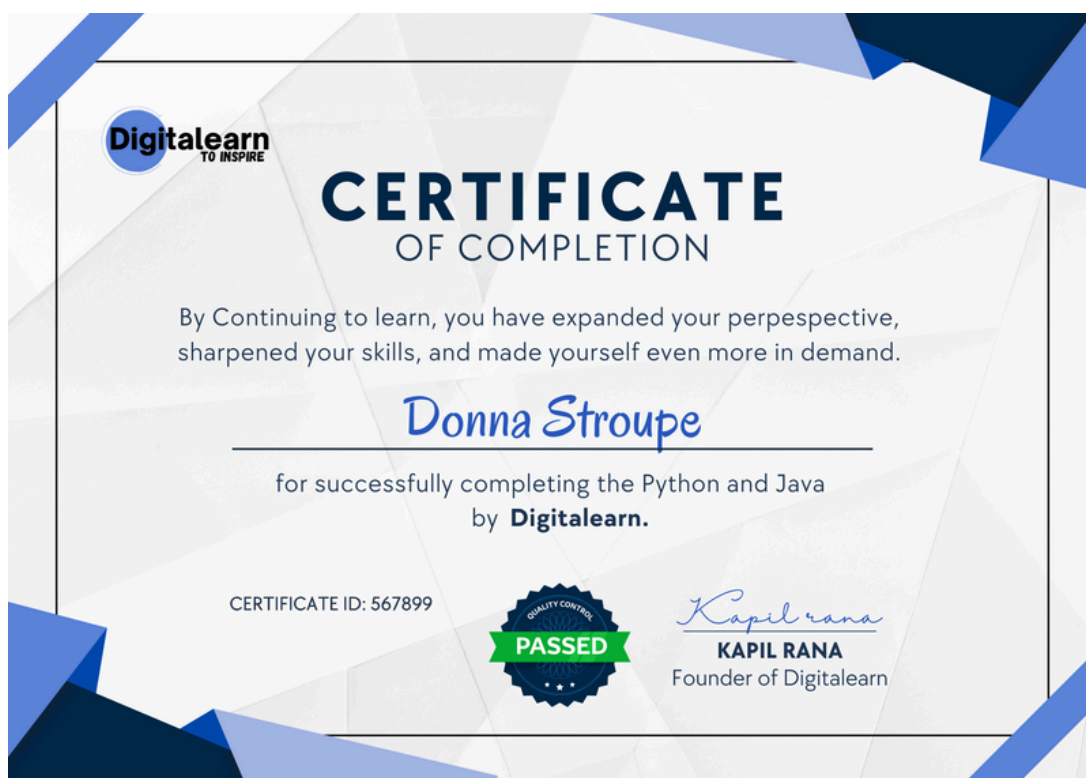 Digitalearn
TO INSPIRE
CERTIFICATE
OF COMPLETION
By Continuing to learn, you have expanded your perpespective,
sharpened your skills, and made yourself even more in demand.
Donna Stroupe
for successfully completing the Python and Java
by Digitalearn.
CERTIFICATE ID: 567899
QUALITY CONTROL
PASSED
Kapil rana
KAPIL RANA
Founder of Digitalearn